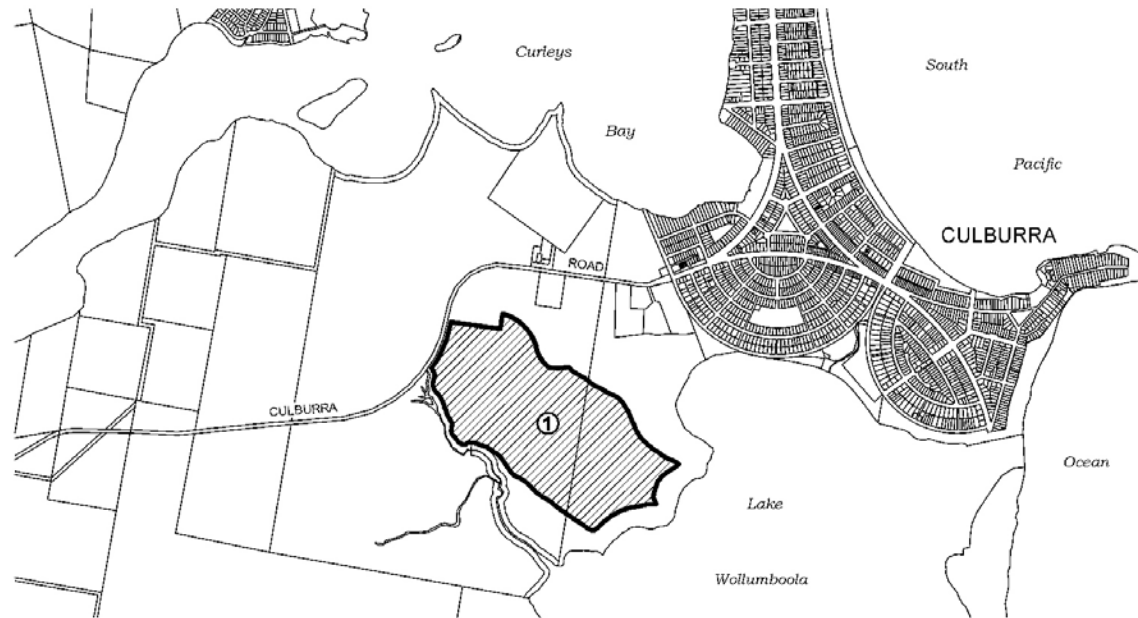 Curleys
Bay
South
Pacific
CULBURRA
ROAD
CULBURRA
1
Lake
Wollumboola
Ocean